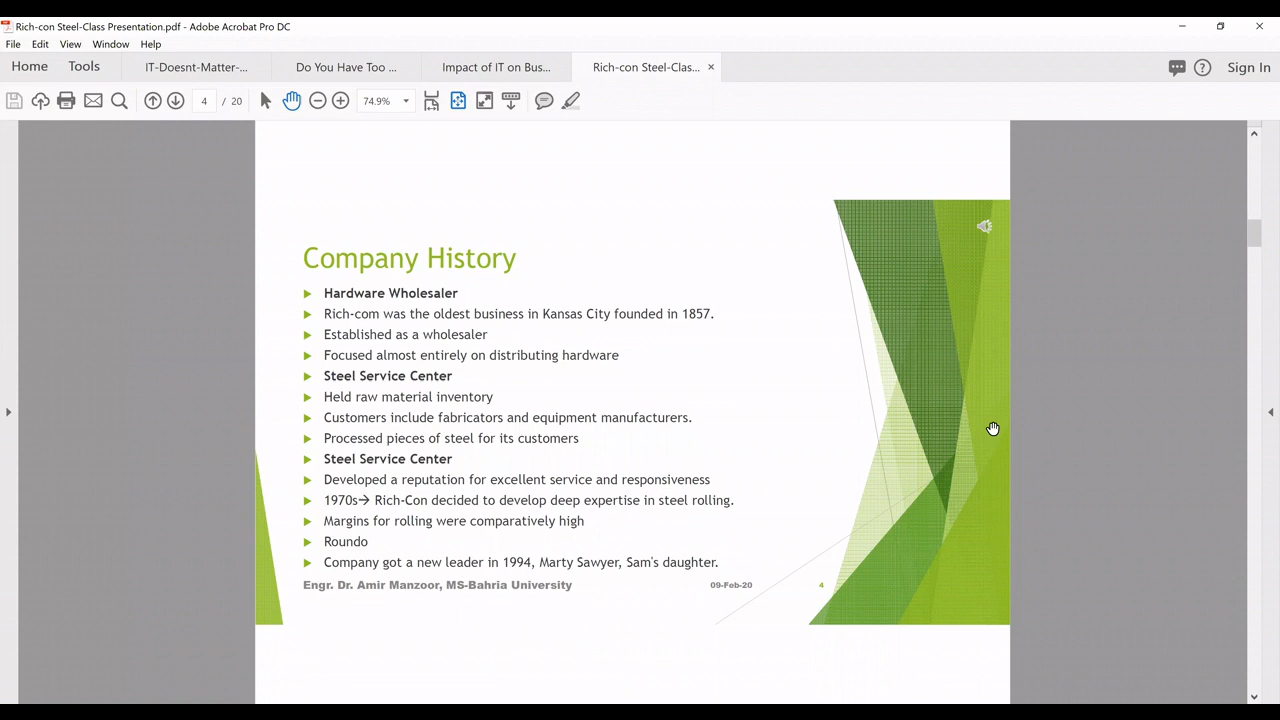 Rich-con Steel-Class Presentation.pdf - Adobe Acrobat Pro DC
File Edit View Window Help
Home Tools IT-Doesnt-Matter-... Do You Have Too ... Impact of IT on Bus... Rich-con Steel-Clas... × Sign In
4 / 20 74.9%
Company History
Hardware Wholesaler
Rich-com was the oldest business in Kansas City founded in 1857.
Established as a wholesaler
Focused almost entirely on distributing hardware
Steel Service Center
Held raw material inventory
Customers include fabricators and equipment manufacturers.
Processed pieces of steel for its customers
Steel Service Center
Developed a reputation for excellent service and responsiveness
1970s→ Rich-Con decided to develop deep expertise in steel rolling.
Margins for rolling were comparatively high
Roundo
Company got a new leader in 1994, Marty Sawyer, Sam's daughter.
Engr. Dr. Amir Manzoor, MS-Bahria University 09-Feb-20 4